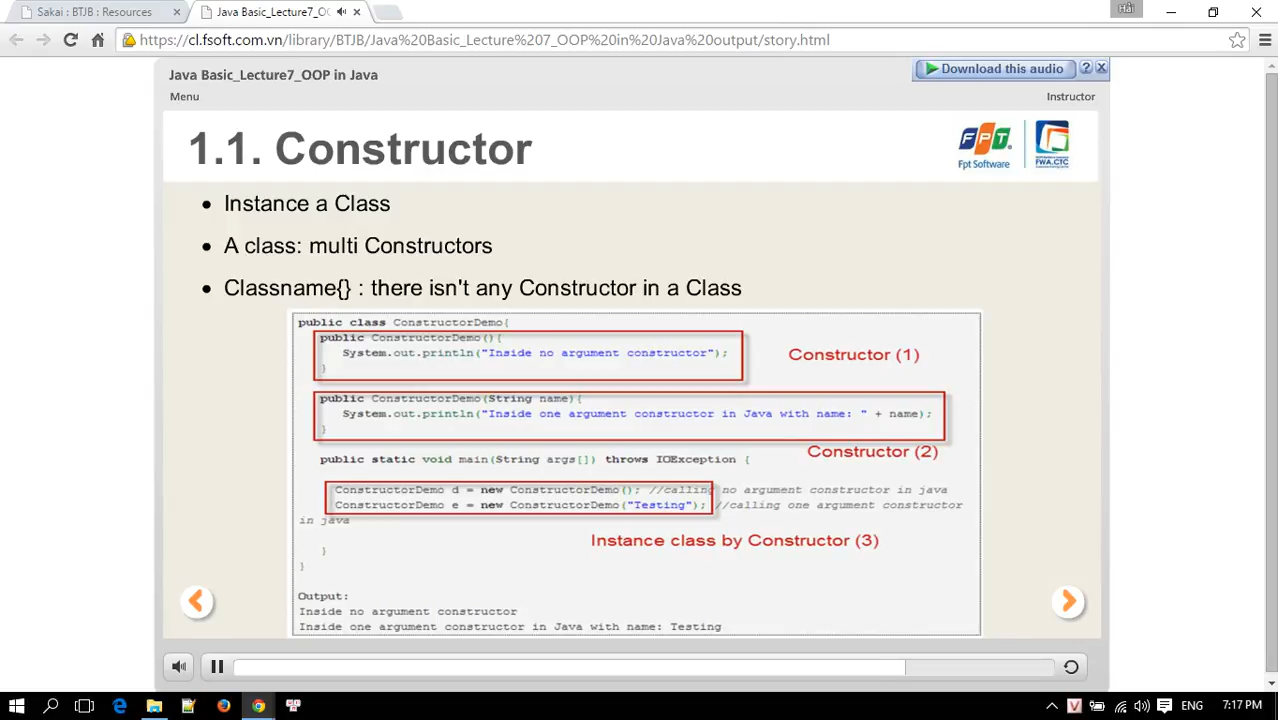 Sakai : BTJB : Resources
Java Basic_Lecture7_OO
Hải
https://cl.fsoft.com.vn/library/BTJB/Java%20Basic_Lecture%207_OOP%20in%20Java%20output/story.html
Java Basic_Lecture7_OOP in Java
Download this audio ? X
Menu
Instructor
1.1. Constructor
FPT
Fpt Software
FWA.CTC
• Instance a Class
• A class: multi Constructors
• Classname{} : there isn't any Constructor in a Class
public class ConstructorDemo{
public ConstructorDemo(){
System.out.println("Inside no argument constructor");
}
Constructor (1)
public ConstructorDemo(String name){
System.out.println("Inside one argument constructor in Java with name: " + name);
}
Constructor (2)
public static void main(String args[]) throws IOException {
ConstructorDemo d = new ConstructorDemo(); //calling no argument constructor in java
ConstructorDemo e = new ConstructorDemo("Testing"); //calling one argument constructor
in java
Instance class by Constructor (3)
}
}
Output:
Inside no argument constructor
Inside one argument constructor in Java with name: Testing
ENG
7:17 PM